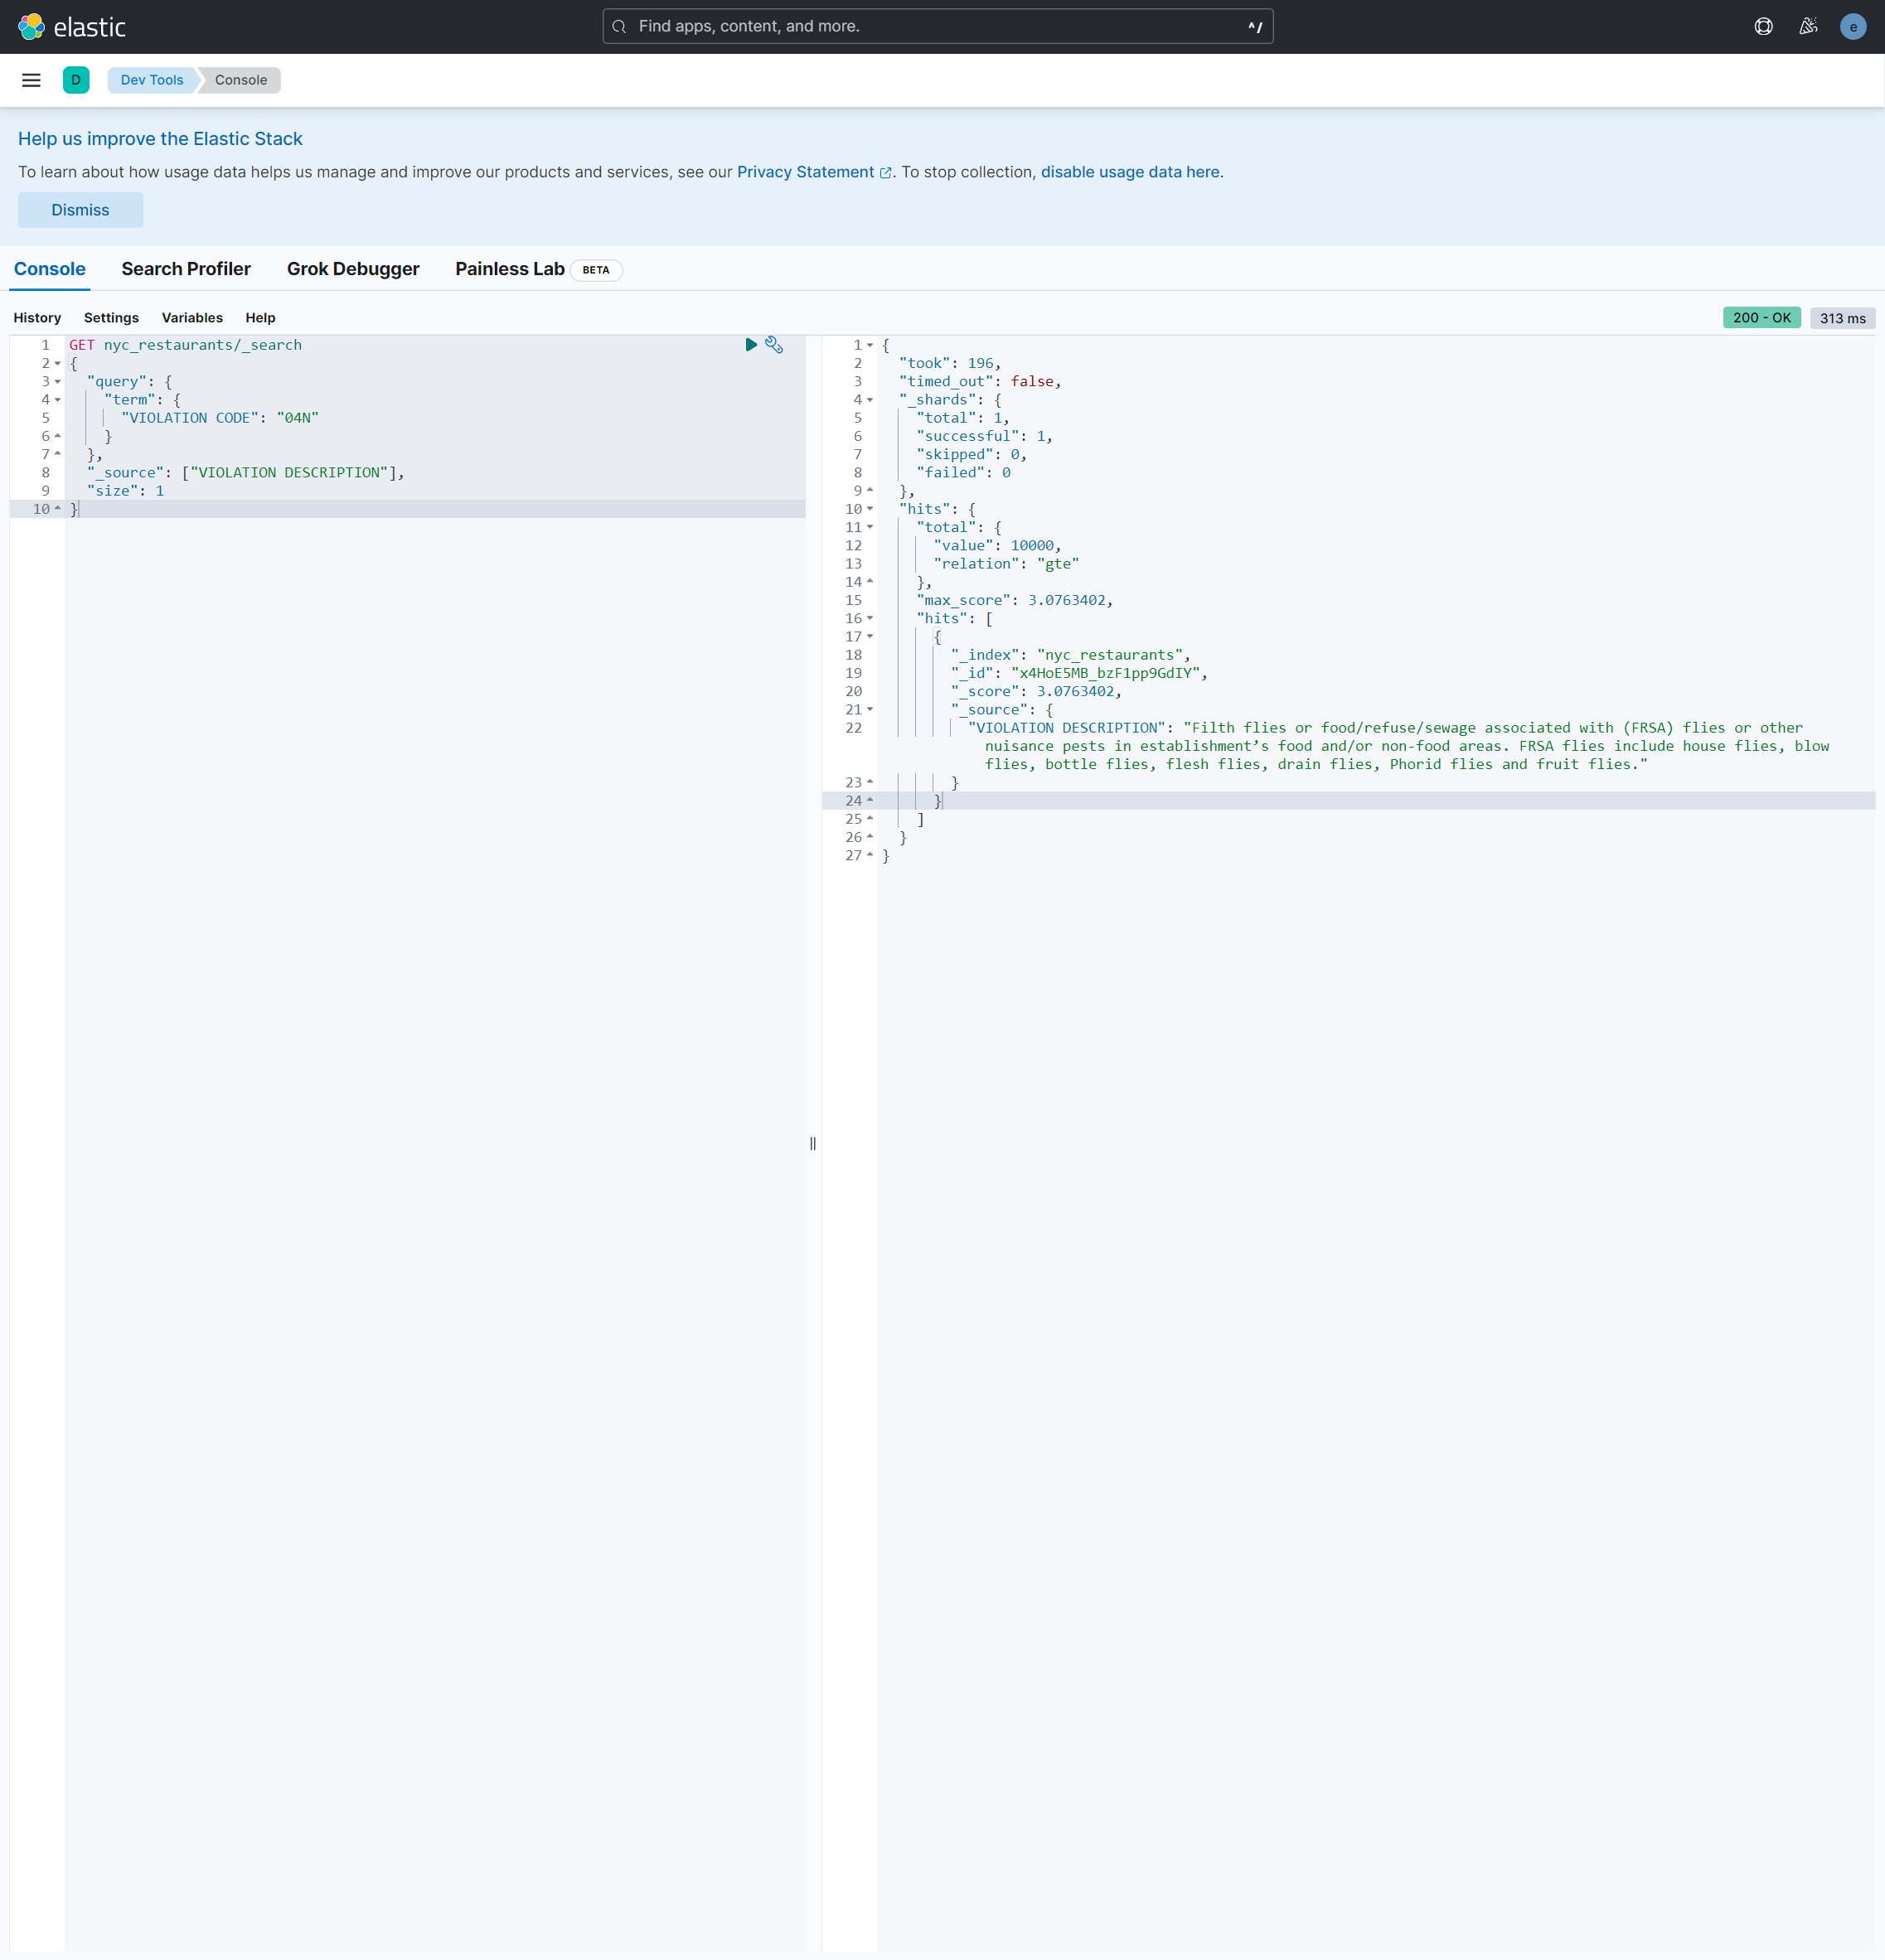 elastic
Find apps, content, and more.
^/
e
D
Dev Tools
Console
Help us improve the Elastic Stack
To learn about how usage data helps us manage and improve our products and services, see our Privacy Statement. To stop collection, disable usage data here.
Dismiss
Console
Search Profiler
Grok Debugger
Painless Lab
BETA
History
Settings
Variables
Help
200 - OK
313 ms
1 GET nyc_restaurants/_search
2 {
3 "query": {
4 "term": {
5 "VIOLATION CODE": "04N"
6 }
7 },
8 "_source": ["VIOLATION DESCRIPTION"],
9 "size": 1
10 }
1 {
2 "took": 196,
3 "timed_out": false,
4 "_shards": {
5 "total": 1,
6 "successful": 1,
7 "skipped": 0,
8 "failed": 0
9 },
10 "hits": {
11 "total": {
12 "value": 10000,
13 "relation": "gte"
14 },
15 "max_score": 3.0763402,
16 "hits": [
17 {
18 "_index": "nyc_restaurants",
19 "_id": "x4HoE5MB_bzF1pp9GdIY",
20 "_score": 3.0763402,
21 "_source": {
22 "VIOLATION DESCRIPTION": "Filth flies or food/refuse/sewage associated with (FRSA) flies or other
nuisance pests in establishment’s food and/or non-food areas. FRSA flies include house flies, blow
flies, bottle flies, flesh flies, drain flies, Phorid flies and fruit flies."
23 }
24 }
25 ]
26 }
27 }